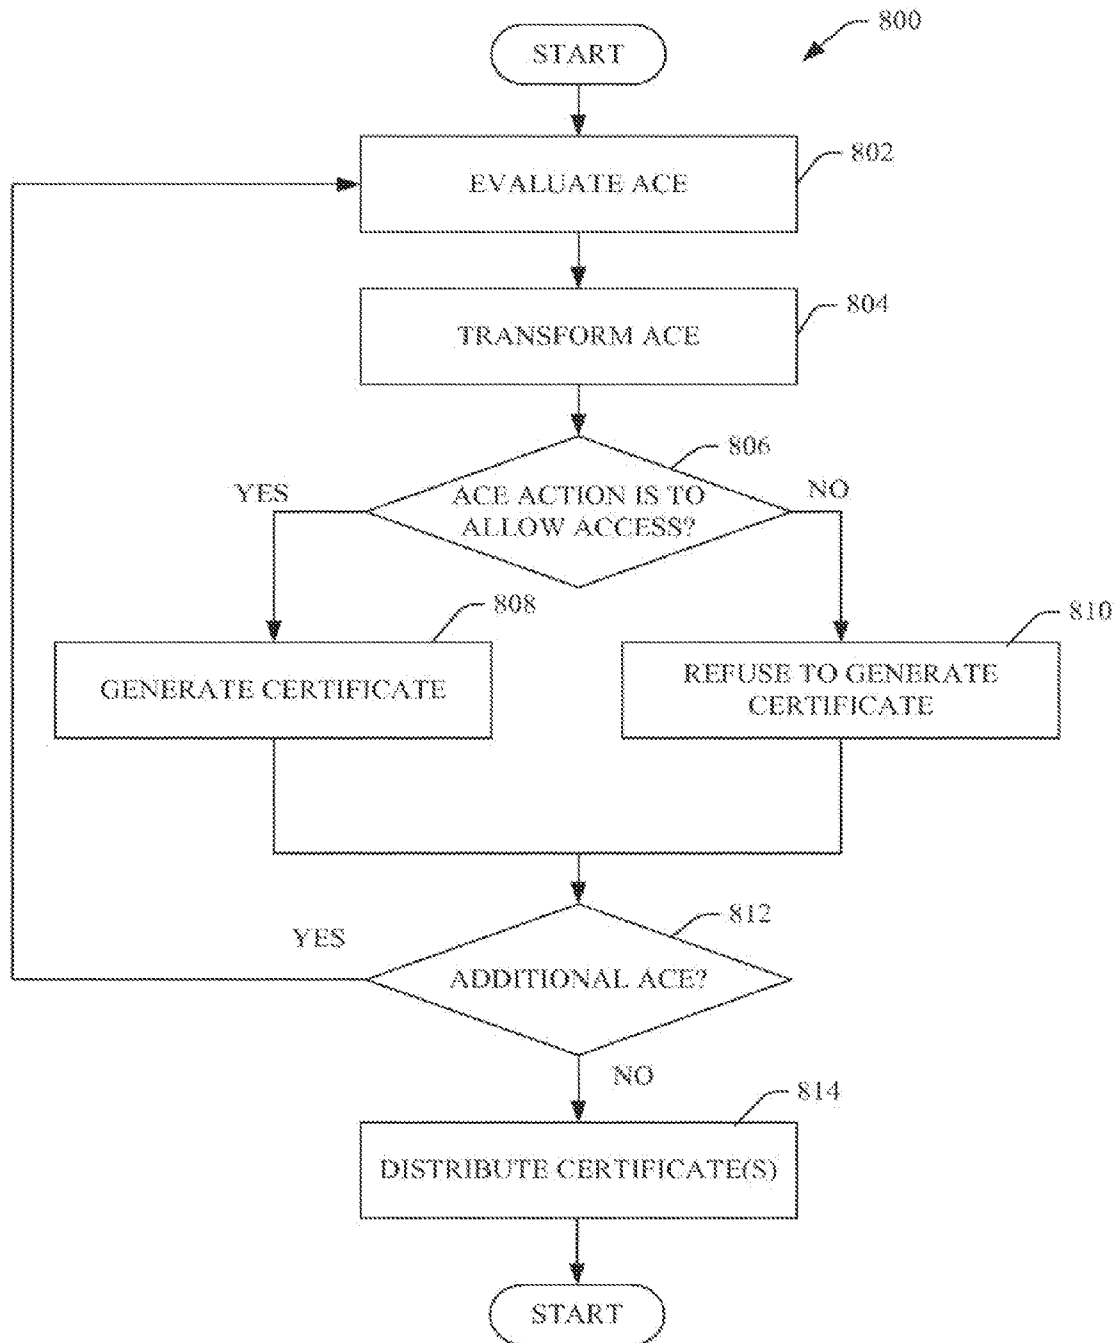 800
START
802
EVALUATE ACE
804
TRANSFORM ACE
806
YES
ACE ACTION IS TO
ALLOW ACCESS?
NO
808
GENERATE CERTIFICATE
810
REFUSE TO GENERATE
CERTIFICATE
812
YES
ADDITIONAL ACE?
NO
814
DISTRIBUTE CERTIFICATE(S)
START